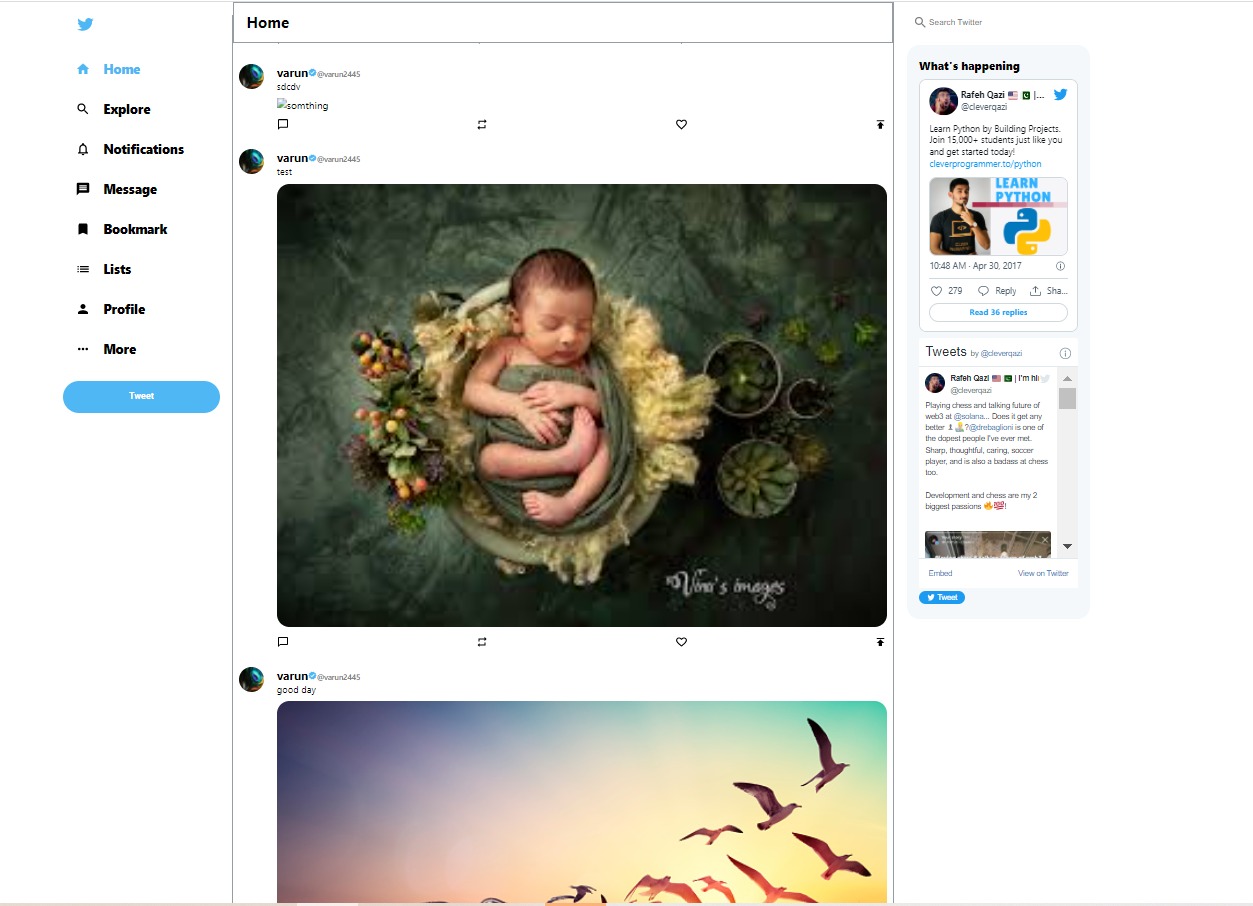 Home
Explore
Notifications
Message
Bookmark
Lists
Profile
More
Tweet
Home
varun @varun2445
sdcdv
somthing
varun @varun2445
test
Vino's images
varun @varun2445
good day
Search Twitter
What's happening
Rafeh Qazi 🇺🇸 🇵🇰 |...
@cleverqazi
Learn Python by Building Projects.
Join 15,000+ students just like you
and get started today!
cleverprogrammer.to/python
LEARN
PYTHON
10:48 AM · Apr 30, 2017
279 Reply Sha...
Read 36 replies
Tweets by @cleverqazi
Rafeh Qazi 🇺🇸 🇵🇰 | I'm hi
@cleverqazi
Playing chess and talking future of
web3 at @solana... Does it get any
better ?@drebaglioni is one of
the dopest people I've ever met.
Sharp, thoughtful, caring, soccer
player, and is also a badass at chess
too.
Development and chess are my 2
biggest passions 🔥💯!
Embed View on Twitter
Tweet